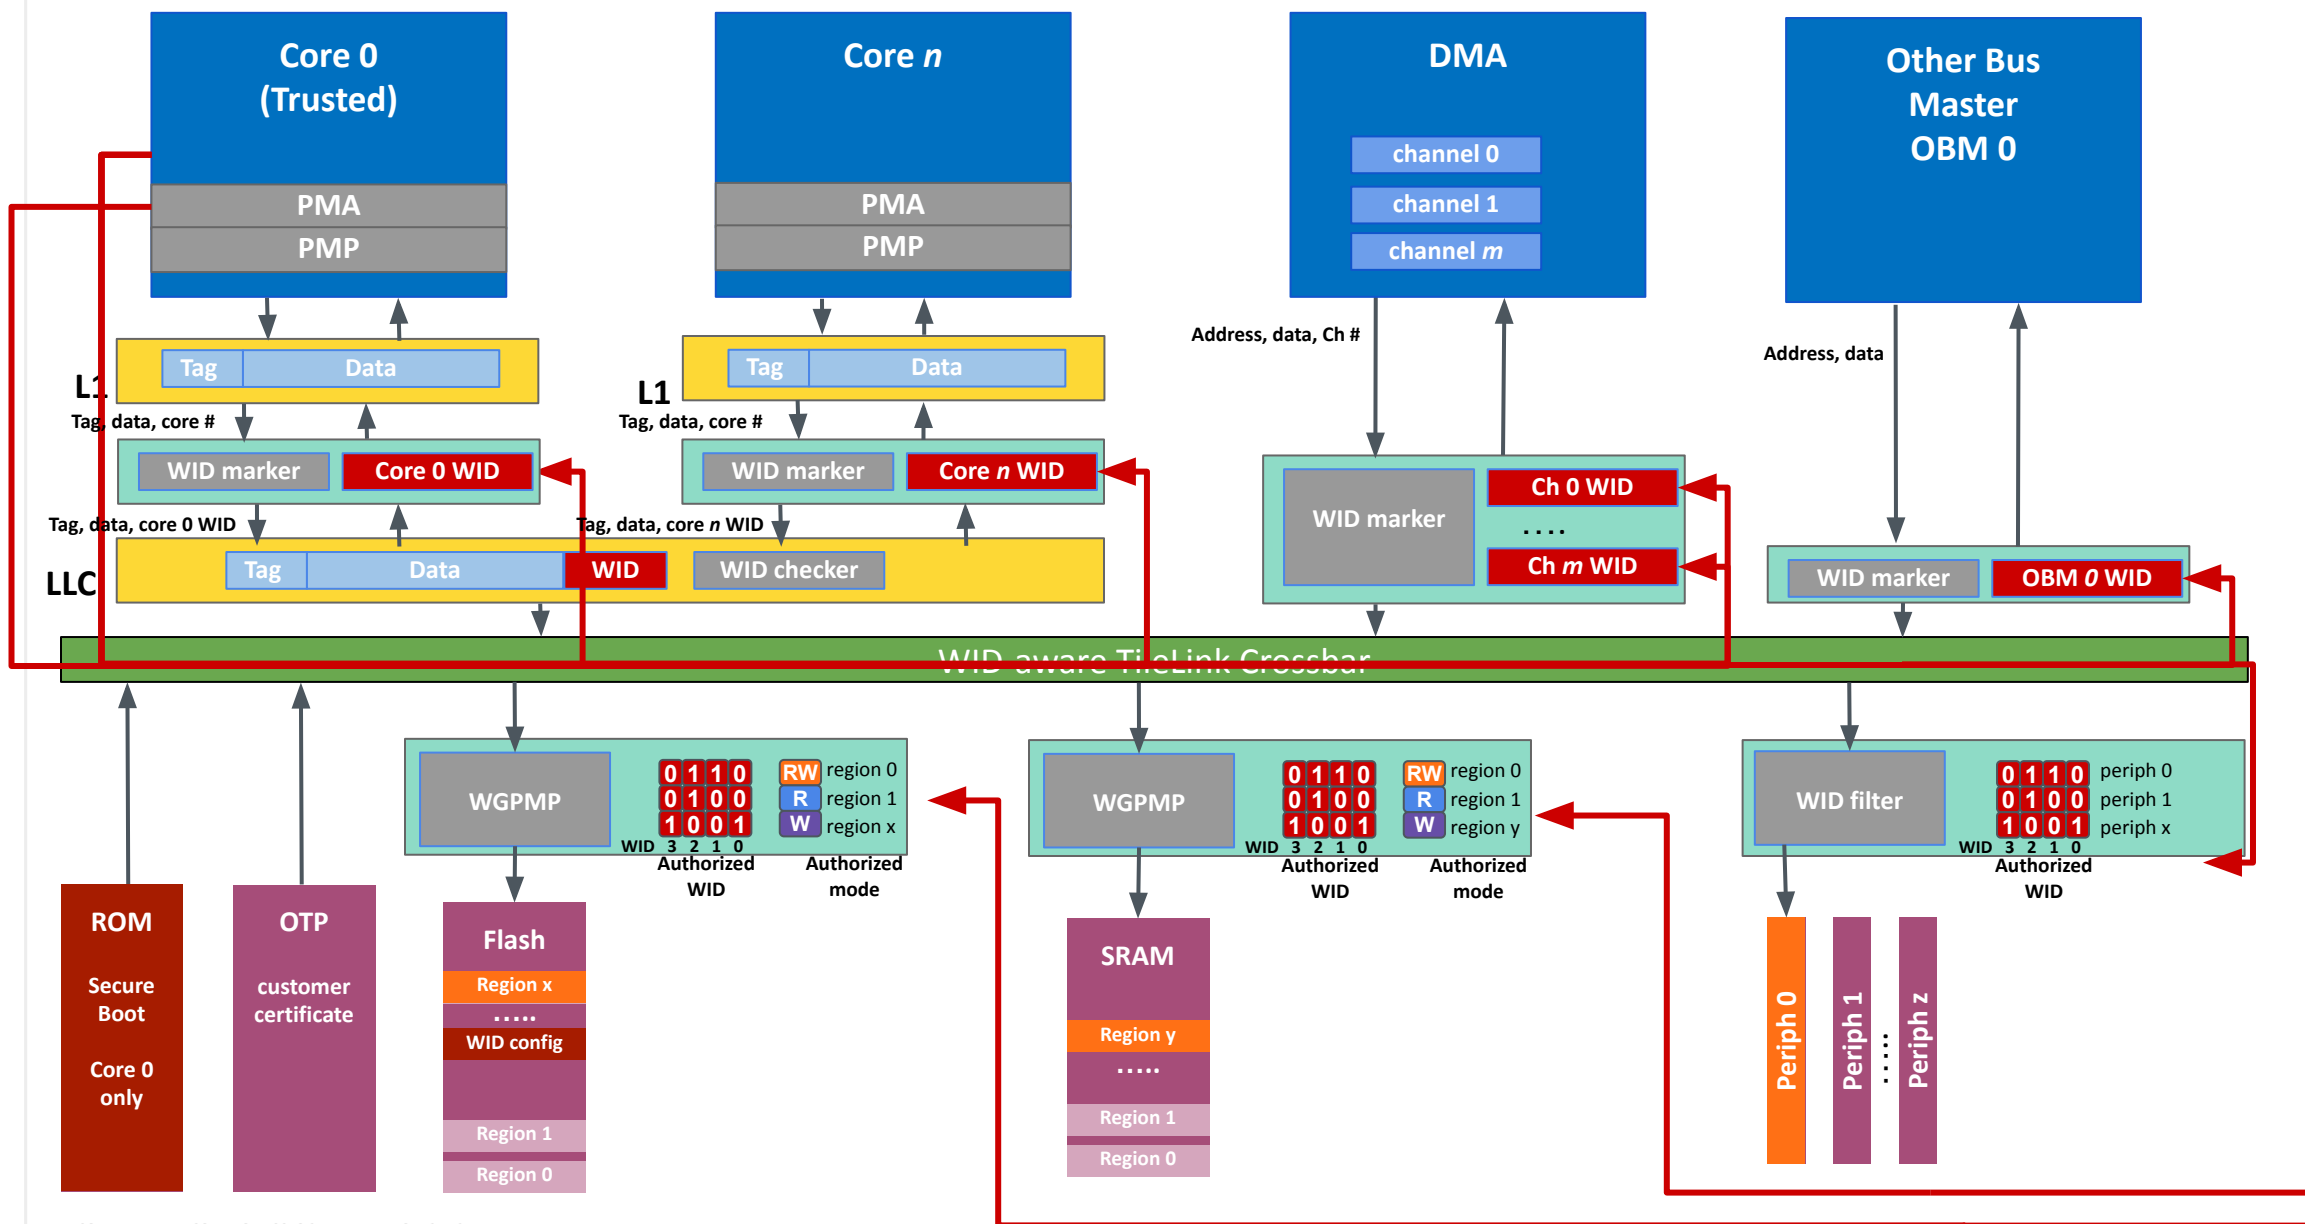 Core 0
(Trusted)
PMA
PMP
Core n
PMA
PMP
DMA
channel 0
channel 1
channel m
Other Bus
Master
OBM 0
L1
Tag Data
L1
Tag Data
Address, data, Ch #
Address, data
Tag, data, core #
Tag, data, core #
WID marker Core 0 WID
WID marker Core n WID
WID marker
Ch 0 WID
....
Ch m WID
Tag, data, core 0 WID
Tag, data, core n WID
LLC
Tag Data WID
WID checker
WID marker OBM 0 WID
WID-aware TileLink Crossbar
WGPMP
0 1 1 0 RW region 0
0 1 0 0 R region 1
1 0 0 1 W region x
WID 3 2 1 0
Authorized
WID
Authorized
mode
WGPMP
0 1 1 0 RW region 0
0 1 0 0 R region 1
1 0 0 1 W region y
WID 3 2 1 0
Authorized
WID
Authorized
mode
WID filter
0 1 1 0 periph 0
0 1 0 0 periph 1
1 0 0 1 periph x
WID 3 2 1 0
Authorized
WID
ROM
Secure
Boot
Core 0
only
OTP
customer
certificate
Flash
Region x
.....
WID config
Region 1
Region 0
SRAM
Region y
.....
Region 1
Region 0
Periph 0
Periph 1
.....
Periph z